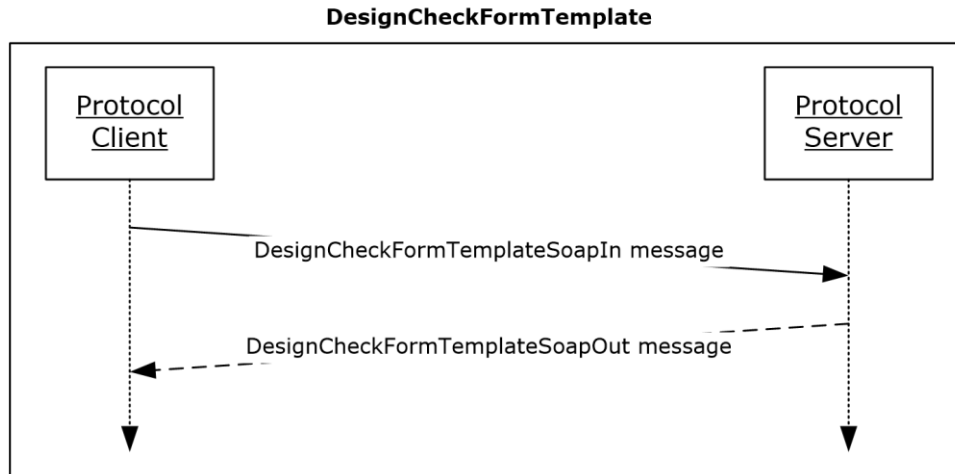 DesignCheckFormTemplate
Protocol
Client
Protocol
Server
DesignCheckFormTemplateSoapIn message
DesignCheckFormTemplateSoapOut message